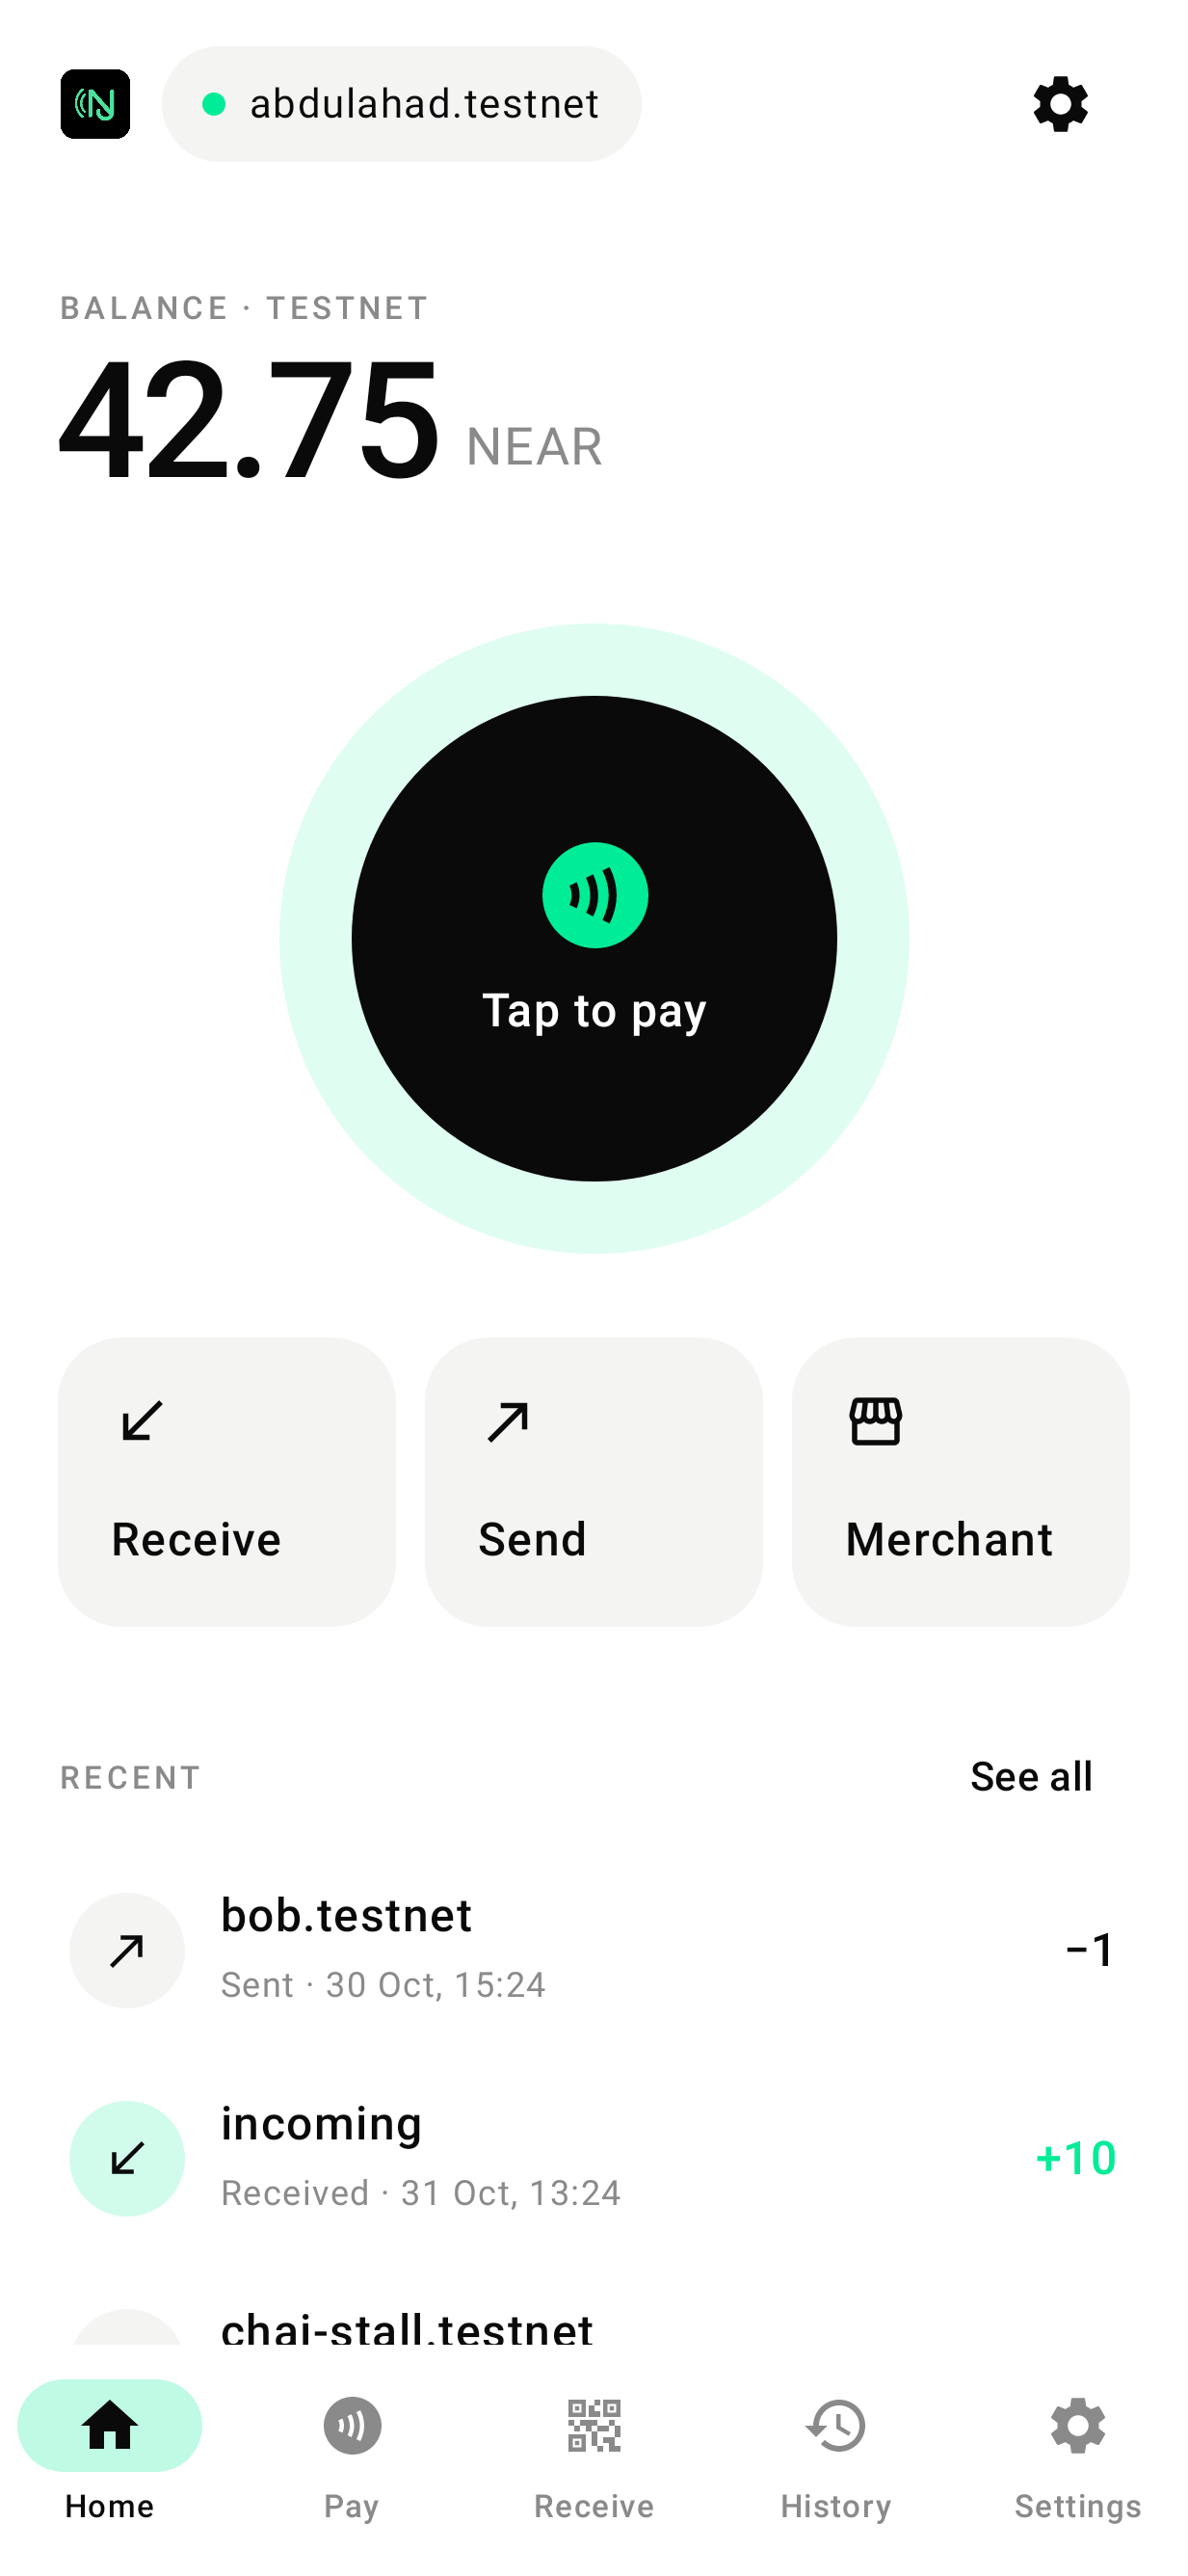 abdulahad.testnet
BALANCE · TESTNET
42.75 NEAR
Tap to pay
Receive
Send
Merchant
RECENT
See all
bob.testnet
Sent · 30 Oct, 15:24
−1
incoming
Received · 31 Oct, 13:24
+10
chai-stall.testnet
Home
Pay
Receive
History
Settings